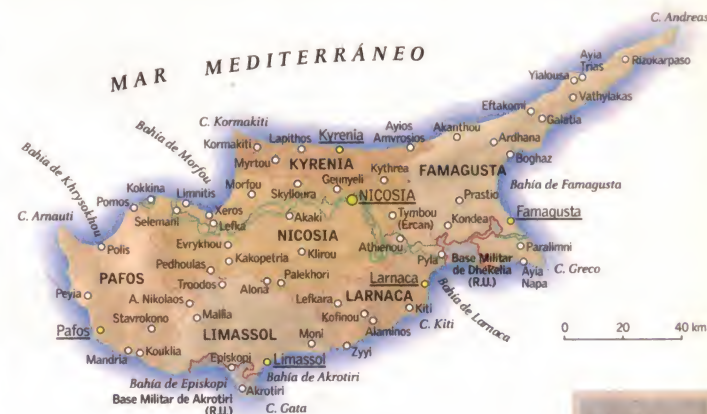 C. Andreas
MAR MEDITERRÁNEO
Ayia
Trias
Rizokarpaso
Yialousa
Vathylakas
Eftakomi
Galatia
C. Kormakiti
Kormakiti
Lapithos
Kyrenia
Ayios
Amvrosios
Akanthou
Ardhana
Boghaz
Bahía de Morfou
Myrtou
KYRENIA
Geunyeli
Kythrea
FAMAGUSTA
Bahía de Famagusta
Bahía de Khrysokhou
Kokkina
Pomos
Limnitis
Morfou
Skylloura
NICOSIA
Prastio
Selemani
Xeros
Lefka
Akaki
Tymbou
(Ercan)
Kondea
Famagusta
C. Arnauti
Polis
Evrykhou
NICOSIA
Klirou
Athienou
Pyla
Base Militar
de Dhekelia
(R.U.)
Paralimni
Ayia
Napa
C. Greco
PAFOS
Pedhoulas
Kakopetria
Troodos
Alona
Palekhori
Larnaca
LARNACA
Bahía de Larnaca
Peyia
A. Nikolaos
Lefkara
Kofinou
Kiti
C. Kiti
Stavrokono
Mallia
Alaminos
Pafos
LIMASSOL
Moni
Zyyi
Mandria
Kouklia
Episkopi
Limassol
Bahía de Episkopi
Bahía de Akrotiri
Akrotiri
Base Militar de Akrotiri
(R.U.)
C. Gata
0 20 40 km